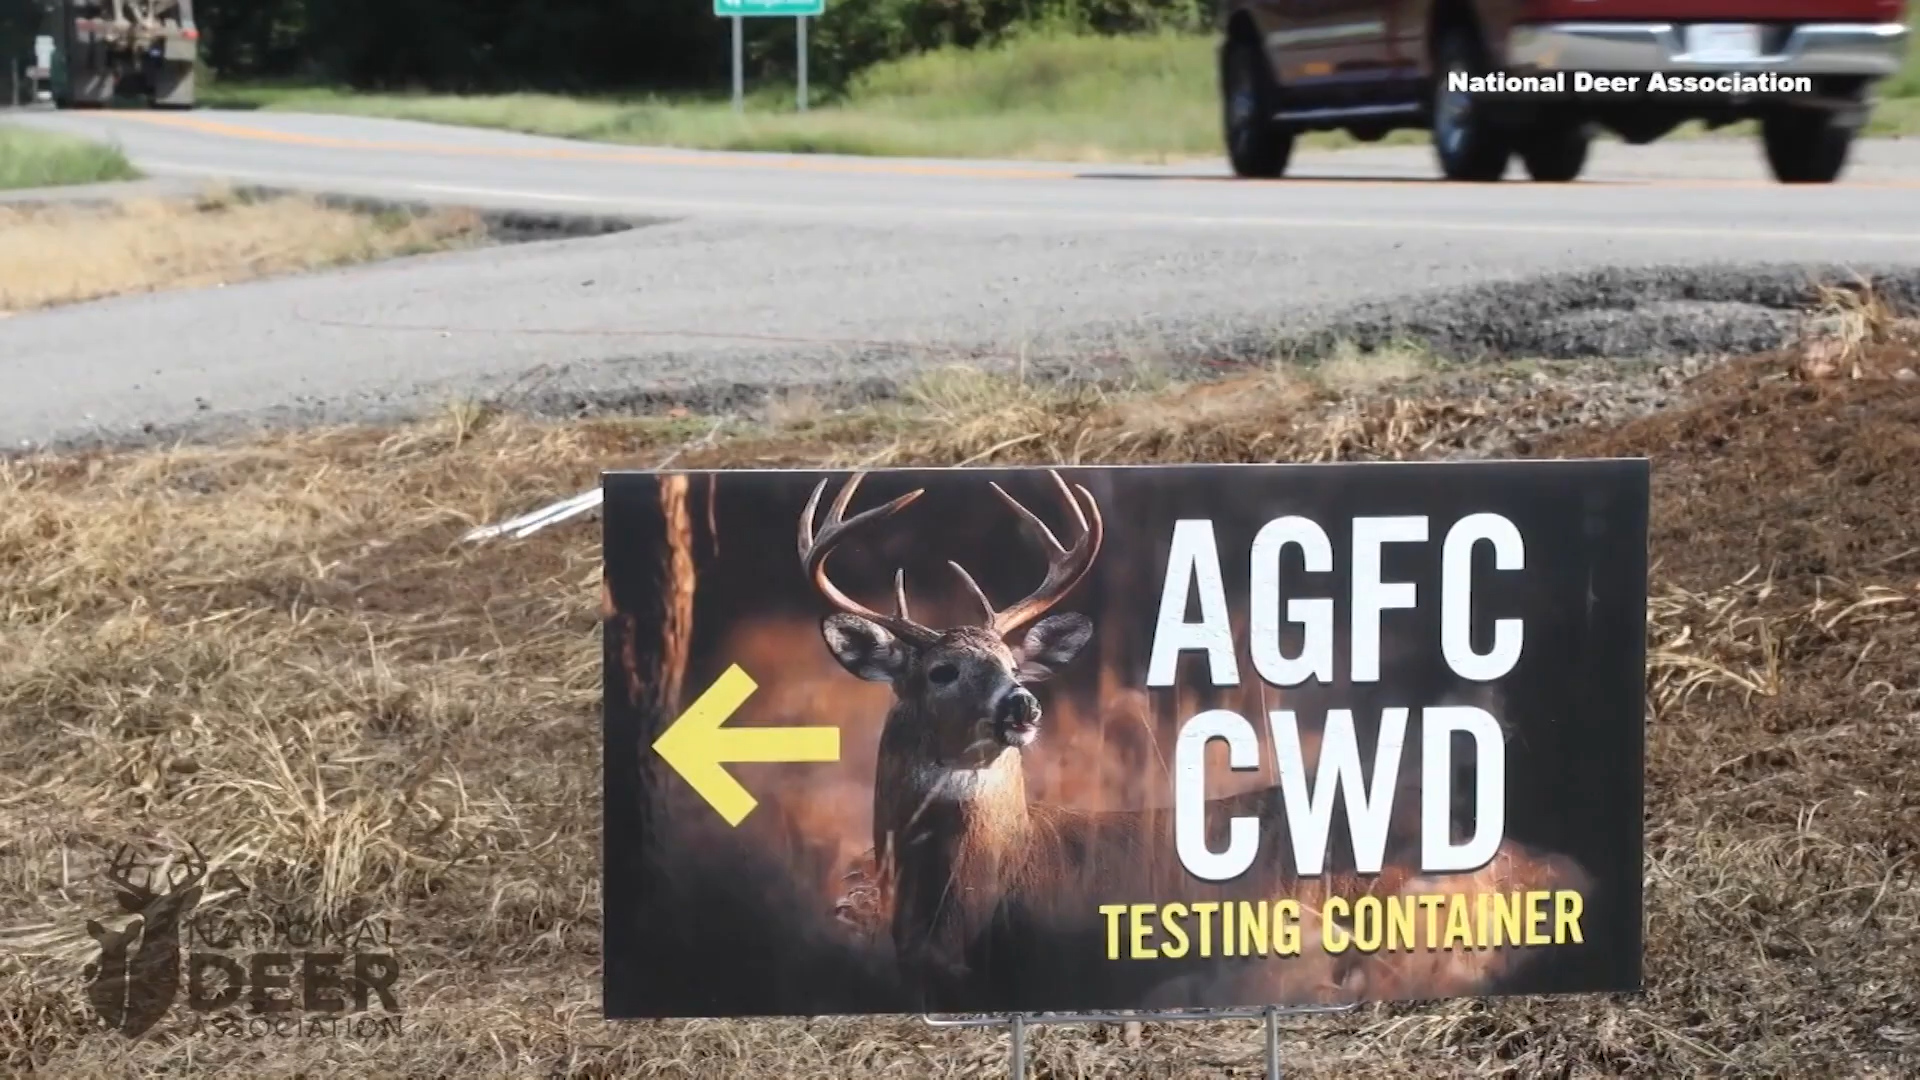 National Deer Association
AGFC
CWD
TESTING CONTAINER
NATIONAL
DEER
ASSOCIATION